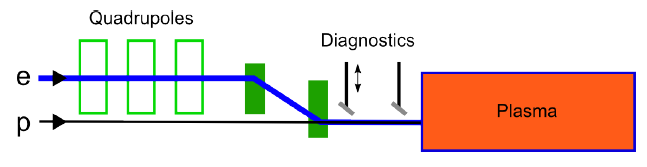 Quadrupoles
Diagnostics
e
p
Plasma